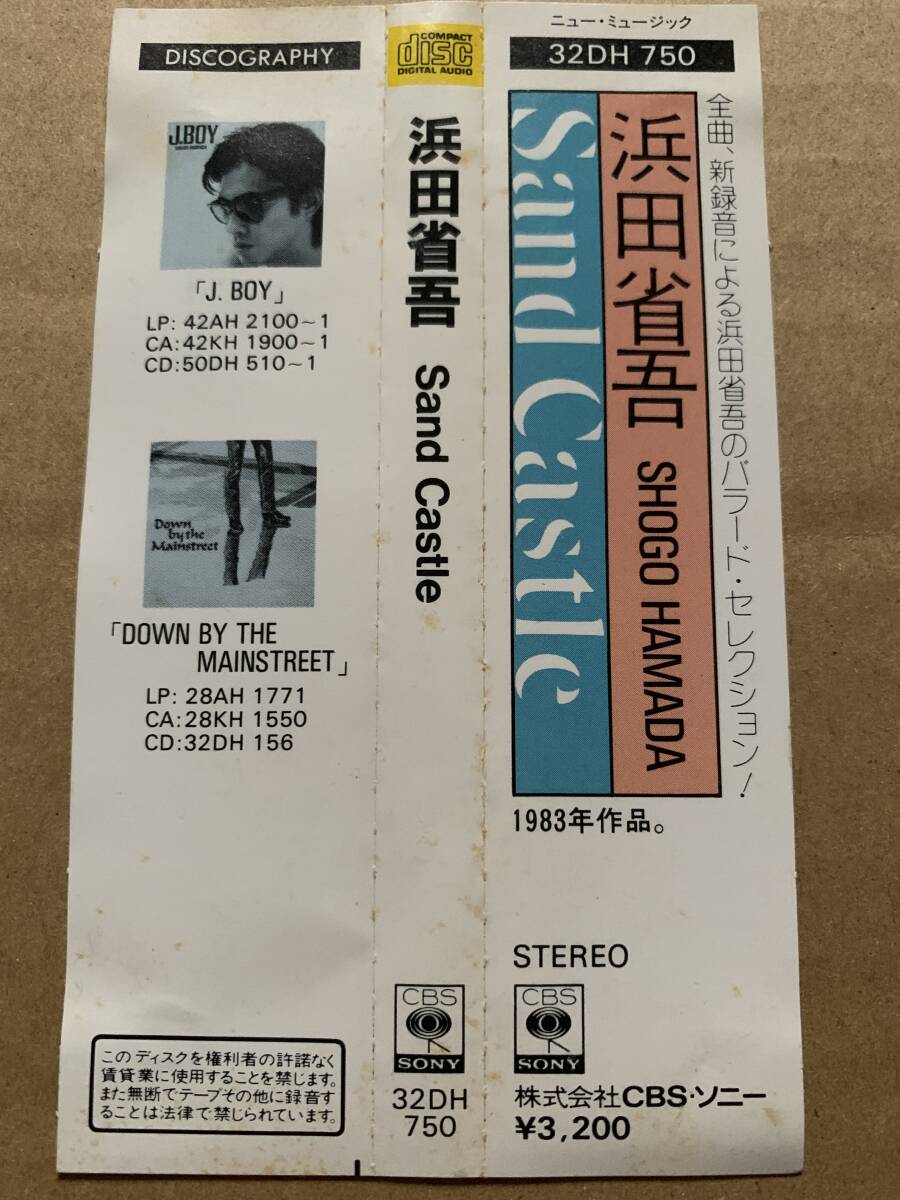 DISCOGRAPHY
J.BOY
「J. BOY」
LP: 42AH 2100~1
CA: 42KH 1900~1
CD:50DH 510~1
Down
by the
Mainstreet
「DOWN BY THE
MAINSTREET」
LP: 28AH 1771
CA:28KH 1550
CD:32DH 156
このディスクを権利者の許諾なく
賃貸業に使用することを禁じます。
また無断でテープその他に録音す
ることは法律で禁じられています。
COMPACT
disc
DIGITAL AUDIO
浜田省吾 Sand Castle
CBS
SONY
32DH
750
ニュー・ミュージック
32DH 750
全曲、新録音による浜田省吾のバラード・セレクション!
浜田省吾 SHOGO HAMADA
Sand Castle
1983年作品。
STEREO
CBS
SONY
株式会社CBS・ソニー
¥3,200